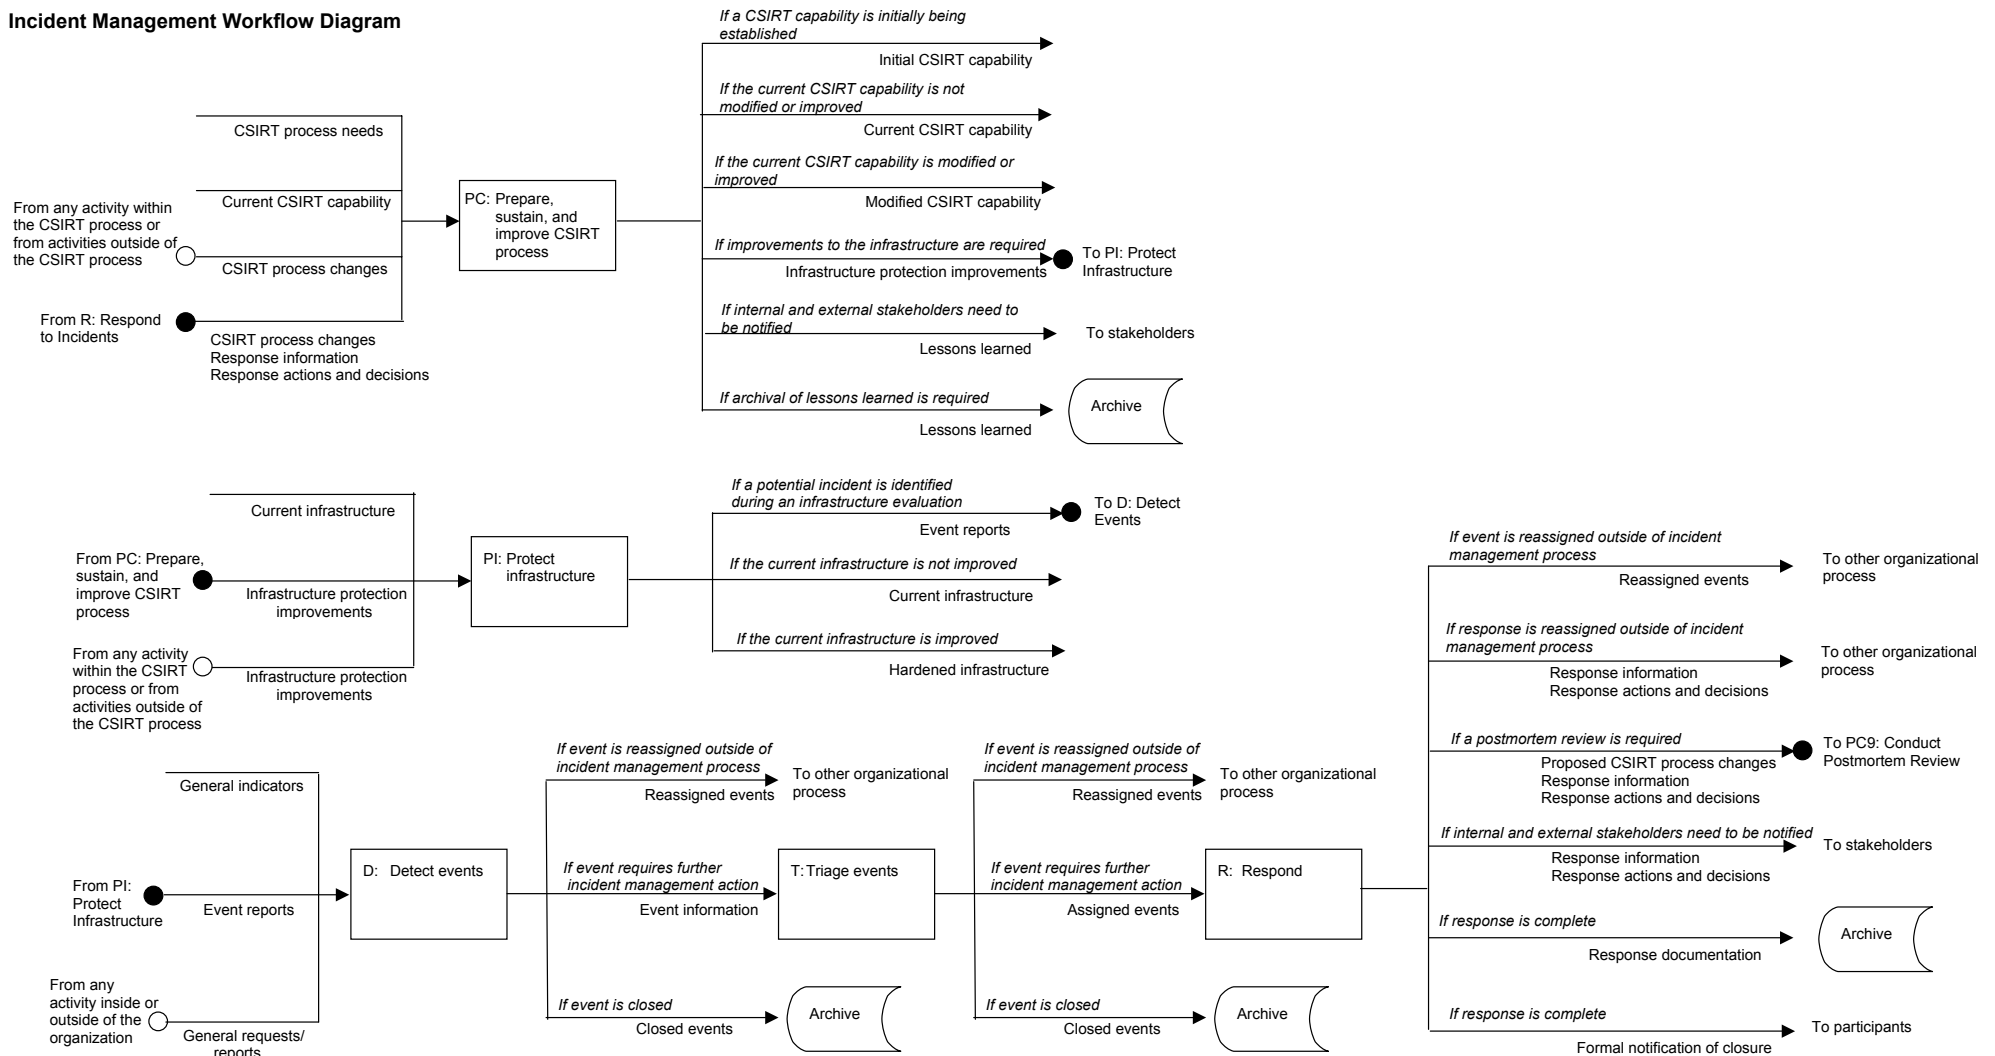 Incident Management Workflow Diagram
If a CSIRT capability is initially being
established
Initial CSIRT capability
If the current CSIRT capability is not
modified or improved
Current CSIRT capability
If the current CSIRT capability is modified or
improved
Modified CSIRT capability
If improvements to the infrastructure are required
Infrastructure protection improvements
To PI: Protect
Infrastructure
If internal and external stakeholders need to
be notified
Lessons learned
To stakeholders
If archival of lessons learned is required
Lessons learned
Archive
CSIRT process needs
Current CSIRT capability
From any activity within
the CSIRT process or
from activities outside of
the CSIRT process
CSIRT process changes
From R: Respond
to Incidents
CSIRT process changes
Response information
Response actions and decisions
PC: Prepare,
sustain, and
improve CSIRT
process
Current infrastructure
From PC: Prepare,
sustain, and
improve CSIRT
process
Infrastructure protection
improvements
From any activity
within the CSIRT
process or from
activities outside of
the CSIRT process
Infrastructure protection
improvements
PI: Protect
infrastructure
If a potential incident is identified
during an infrastructure evaluation
Event reports
To D: Detect
Events
If the current infrastructure is not improved
Current infrastructure
If the current infrastructure is improved
Hardened infrastructure
General indicators
From PI:
Protect
Infrastructure
Event reports
From any
activity inside or
outside of the
organization
General requests/
reports
D: Detect events
If event is reassigned outside of
incident management process
Reassigned events
To other organizational
process
If event requires further
incident management action
Event information
If event is closed
Closed events
Archive
T: Triage events
If event is reassigned outside of
incident management process
Reassigned events
To other organizational
process
If event requires further
incident management action
Assigned events
If event is closed
Closed events
Archive
R: Respond
If event is reassigned outside of incident
management process
Reassigned events
To other organizational
process
If response is reassigned outside of incident
management process
Response information
Response actions and decisions
To other organizational
process
If a postmortem review is required
Proposed CSIRT process changes
Response information
Response actions and decisions
To PC9: Conduct
Postmortem Review
If internal and external stakeholders need to be notified
Response information
Response actions and decisions
To stakeholders
If response is complete
Response documentation
Archive
If response is complete
Formal notification of closure
To participants